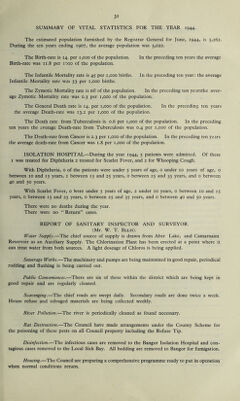 32
SUMMARY OF VITAL STATISTICS FOR THE YEAR 1944.
The estimated population furnished by the Registrar General for June, 1944, is
During the ten years ending 1907, the average population was
The Birth-rate is 14. per 1,000 of the population. In the preceding ten years the average
Birth-rate was 11.8 per 1'000 of the population.
The Infantile Mortality rate is 45 per 1,000 births. In the preceding ten year: the average
Infantile Mortality rate was 53 per 1,000 births.
The Zymotic Mortality rate is nil of the population. In the preceding ten years the aver-
age Zymotic Mortality rate was 0.3 per 1,000 of the population.
The General Death rate is 14. per 1,000 of the population. In the preceding ten years
the average Death-rate was 13.2 per 1,000 of the population.
The Death rate from Tuberculosis is 0.6 per 1,000 of the population. In the preceding
ten years the average Death-rate from Tuberculosis was 0.4 per 1,000 of the population.
The Death-rate from Cancer is 2.3 per 1,000 of the population. In the preceding ten years
the average death-rate from Cancer was 1.8 per 1,000 of the population.
ISOLATION HOSPITAL.—During the year 1944, 3 patients were admitted. Of these
1 was treated for Diphtheria 2 treated for Scarlet Fever, and 2 for Whooping Cough.
With Diphtheria, 0 of the patients were under 5 years of age, 0 under 10 years of age, 0
between 10 and 15 years, 1 between 15 and 25 years, 0 between 25 and 35 years, and 0 between
40 and 50 years.
With Scarlet Fever, 0 were under 5 years of age, 2 under 10 years, 0 between 10 and 15
years, 0 between 15 and 25 years, 0 between 25 and 35 years, and 0 between 40 and 50 years.
There were no deaths during the year.
There were no " Return" cases.
REPORT OF SANITARY INSPECTOR AND SURVEYOR.
(Mr. W. T.
Water Supply.—The chief source of supply is drawn from Afon Lake, and
Reservoir as an Auxiliary Supply. The Chlorination Plant has been erected at a point where it
can treat water from both sources. A light dosage of Chloros is being applied.
Sewerage Works.—The machinery and pumps are being maintained in good repair, periodical
rodding and flushing is being carried out.
Public Conveniences.—There are six of these within the district which are being kept in
good repair and are regularly cleaned.
Scavenging.—The chief roads are swept daily. Secondary roads are done twice a week.
House refuse and salvaged materials are being collected weekly.
River Pollution.—The river is periodically cleaned as found necessary.
Rat Destruction.—The Council have made arrangements under the County Scheme for
the poisoning of these pests on all Council property including the Refuse Tip.
Disinfection.—The infectious cases are removed to the Bangor Isolation Hospital and con-
tagious cases removed to the Local Sick Bay. All bedding are removed to Bangor for fumigation.
Housing.—The Council are preparing a comprehensive programme ready to put in operation
when normal conditions return.